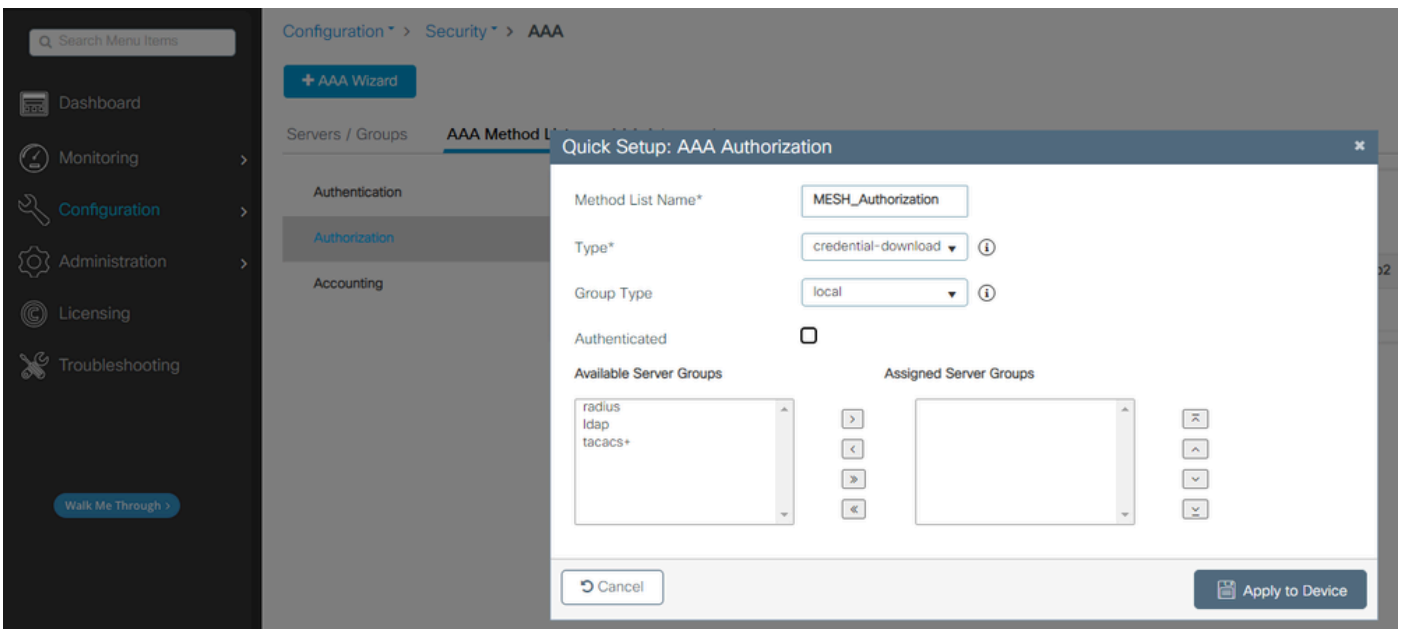 Search Menu Items
Dashboard
Monitoring
Configuration
Administration
Licensing
Troubleshooting
Walk Me Through >
Configuration > Security > AAA
+ AAA Wizard
Servers / Groups AAA Method
Authentication
Authorization
Accounting
Quick Setup: AAA Authorization
Method List Name* MESH_Authorization
Type* credential-download
Group Type local
Authenticated
Available Server Groups Assigned Server Groups
radius
ldap
tacacs+
Cancel Apply to Device